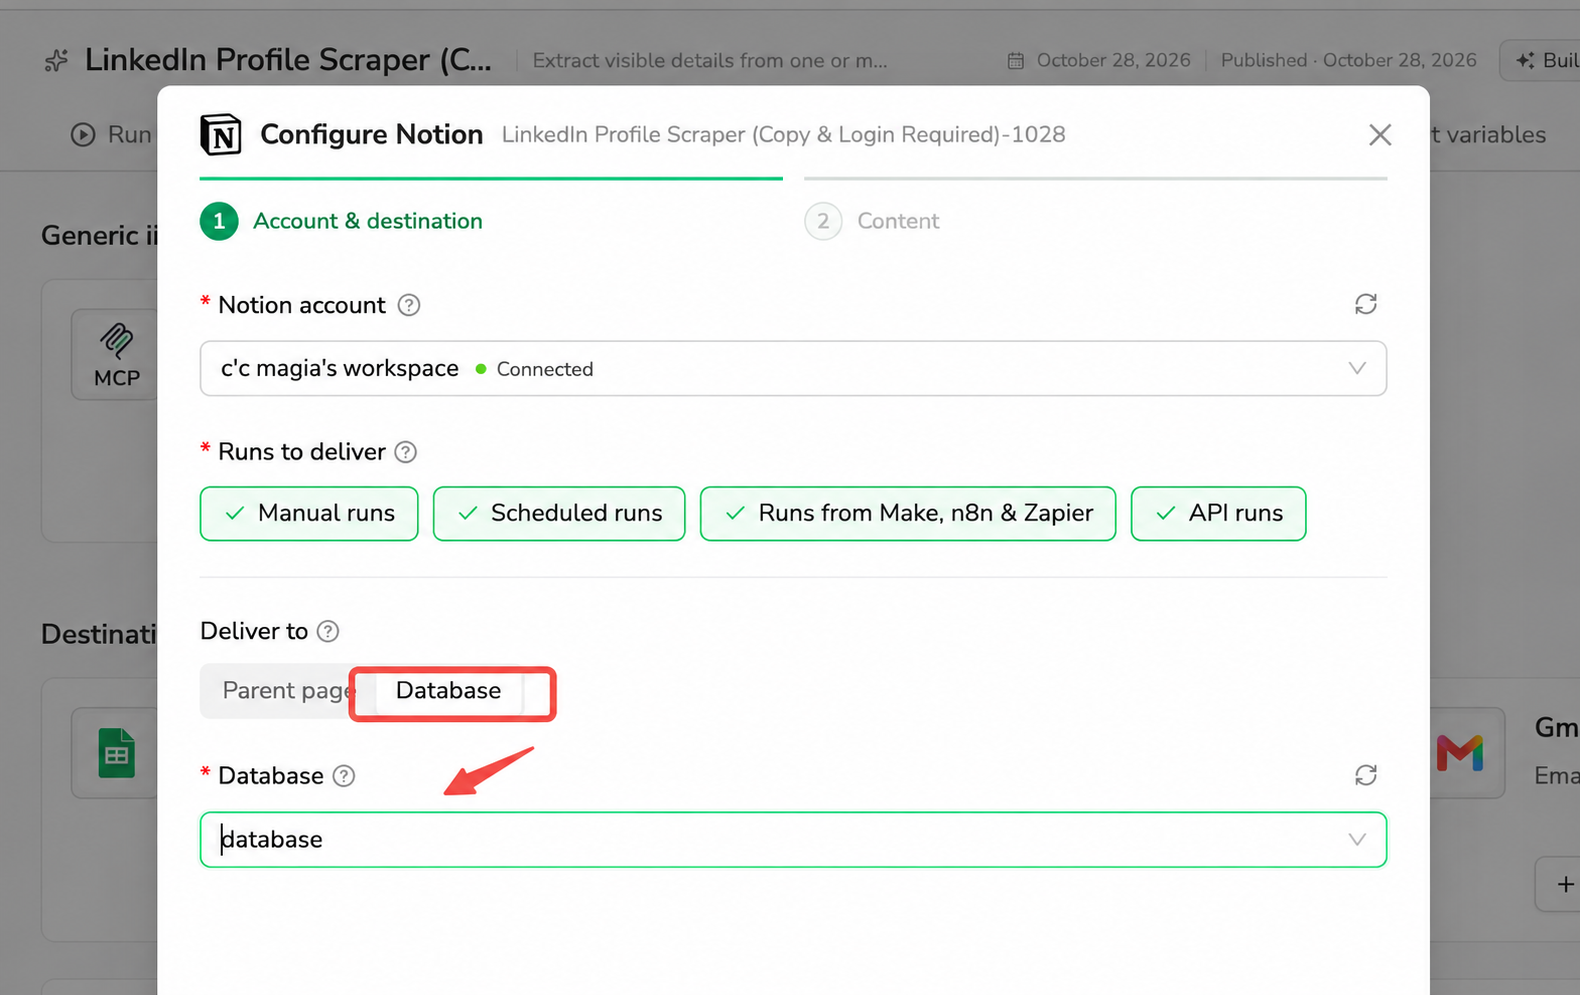 LinkedIn Profile Scraper (C...
Extract visible details from one or m...
October 28, 2026
Published · October 28, 2026
Run
t variables
Configure Notion
LinkedIn Profile Scraper (Copy & Login Required)-1028
1 Account & destination
2 Content
Generic
MCP
* Notion account ?
c'c magia's workspace
Connected
* Runs to deliver ?
Manual runs
Scheduled runs
Runs from Make, n8n & Zapier
API runs
Destinati
Deliver to ?
Parent page
Database
* Database ?
database
Gm
Ema
+